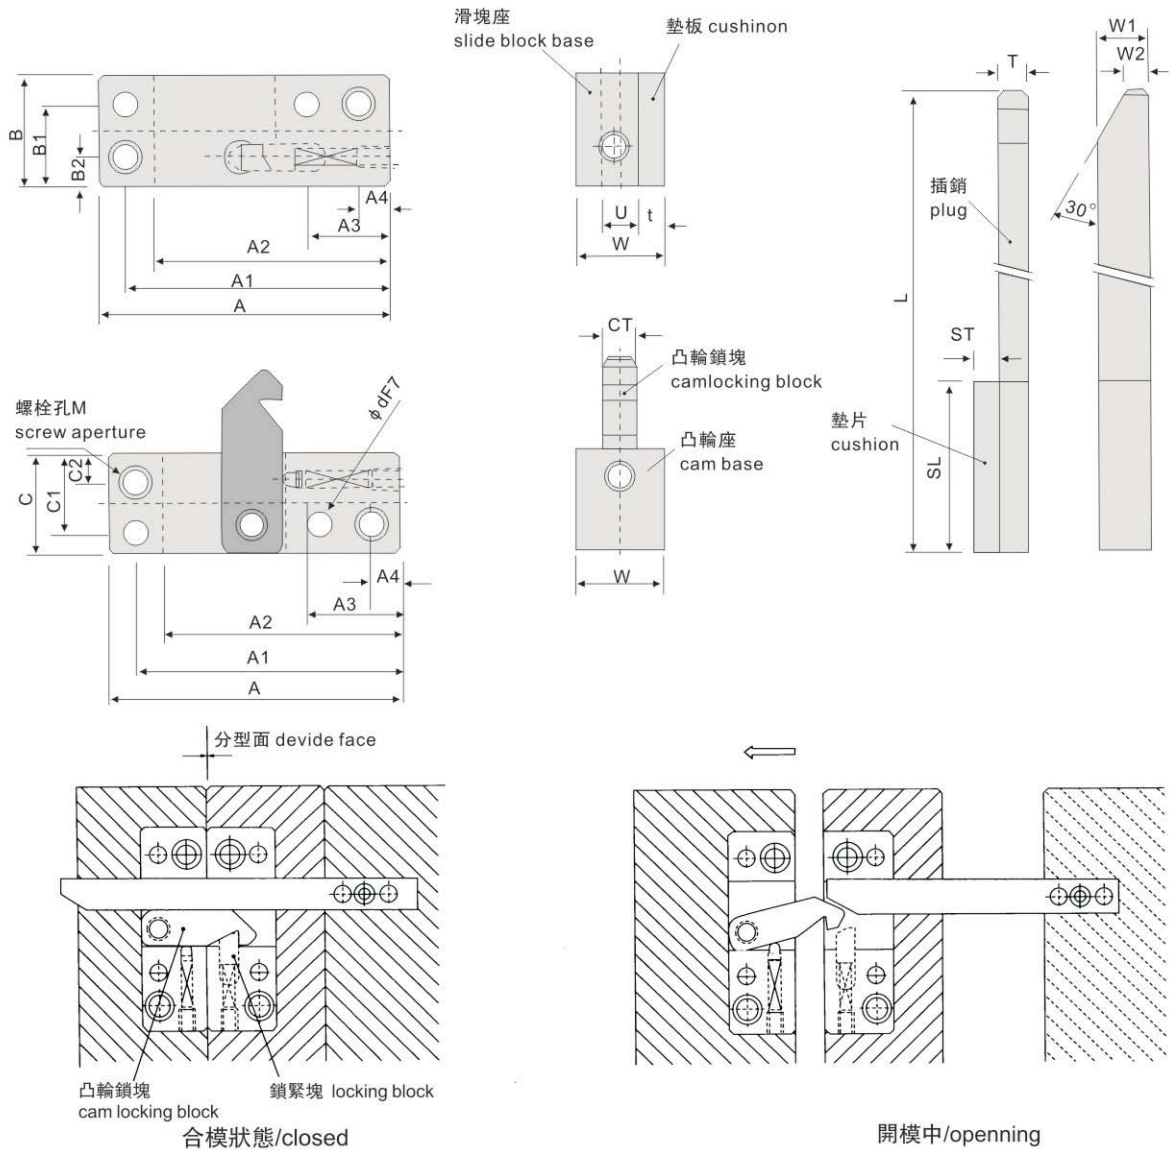 滑塊座
slide block base
墊板 cushinon
W1
W2
T
B
B1
B2
A4
A3
A2
A1
A
U
t
W
插銷
plug
30°
L
ST
SL
墊片
cushion
CT
凸輪鎖塊
camlocking block
凸輪座
cam base
W
螺栓孔M
screw aperture
φdF7
C
C1
C2
A4
A3
A2
A1
A
分型面 devide face
凸輪鎖塊
cam locking block
鎖緊塊 locking block
合模狀態/closed
開模中/openning